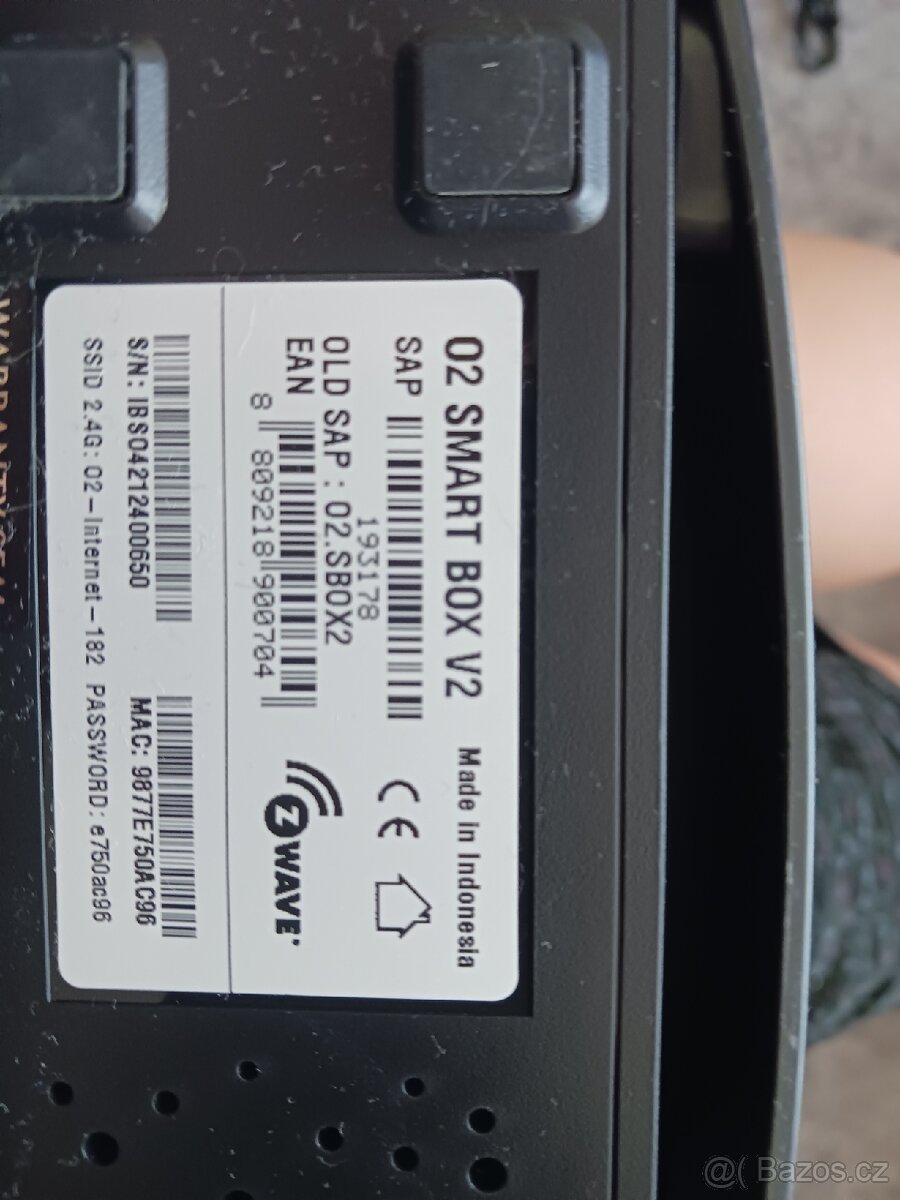 O2 SMART BOX V2 Made in Indonesia
SAP
193178
CE
OLD SAP: O2.SBOX2
EAN
8 809218 900704
Z WAVE
S/N: IBS04212400650 MAC: 9877E750AC96
SSID 2.4G: O2-Internet-182 PASSWORD: e750ac96
@( Bazos.cz